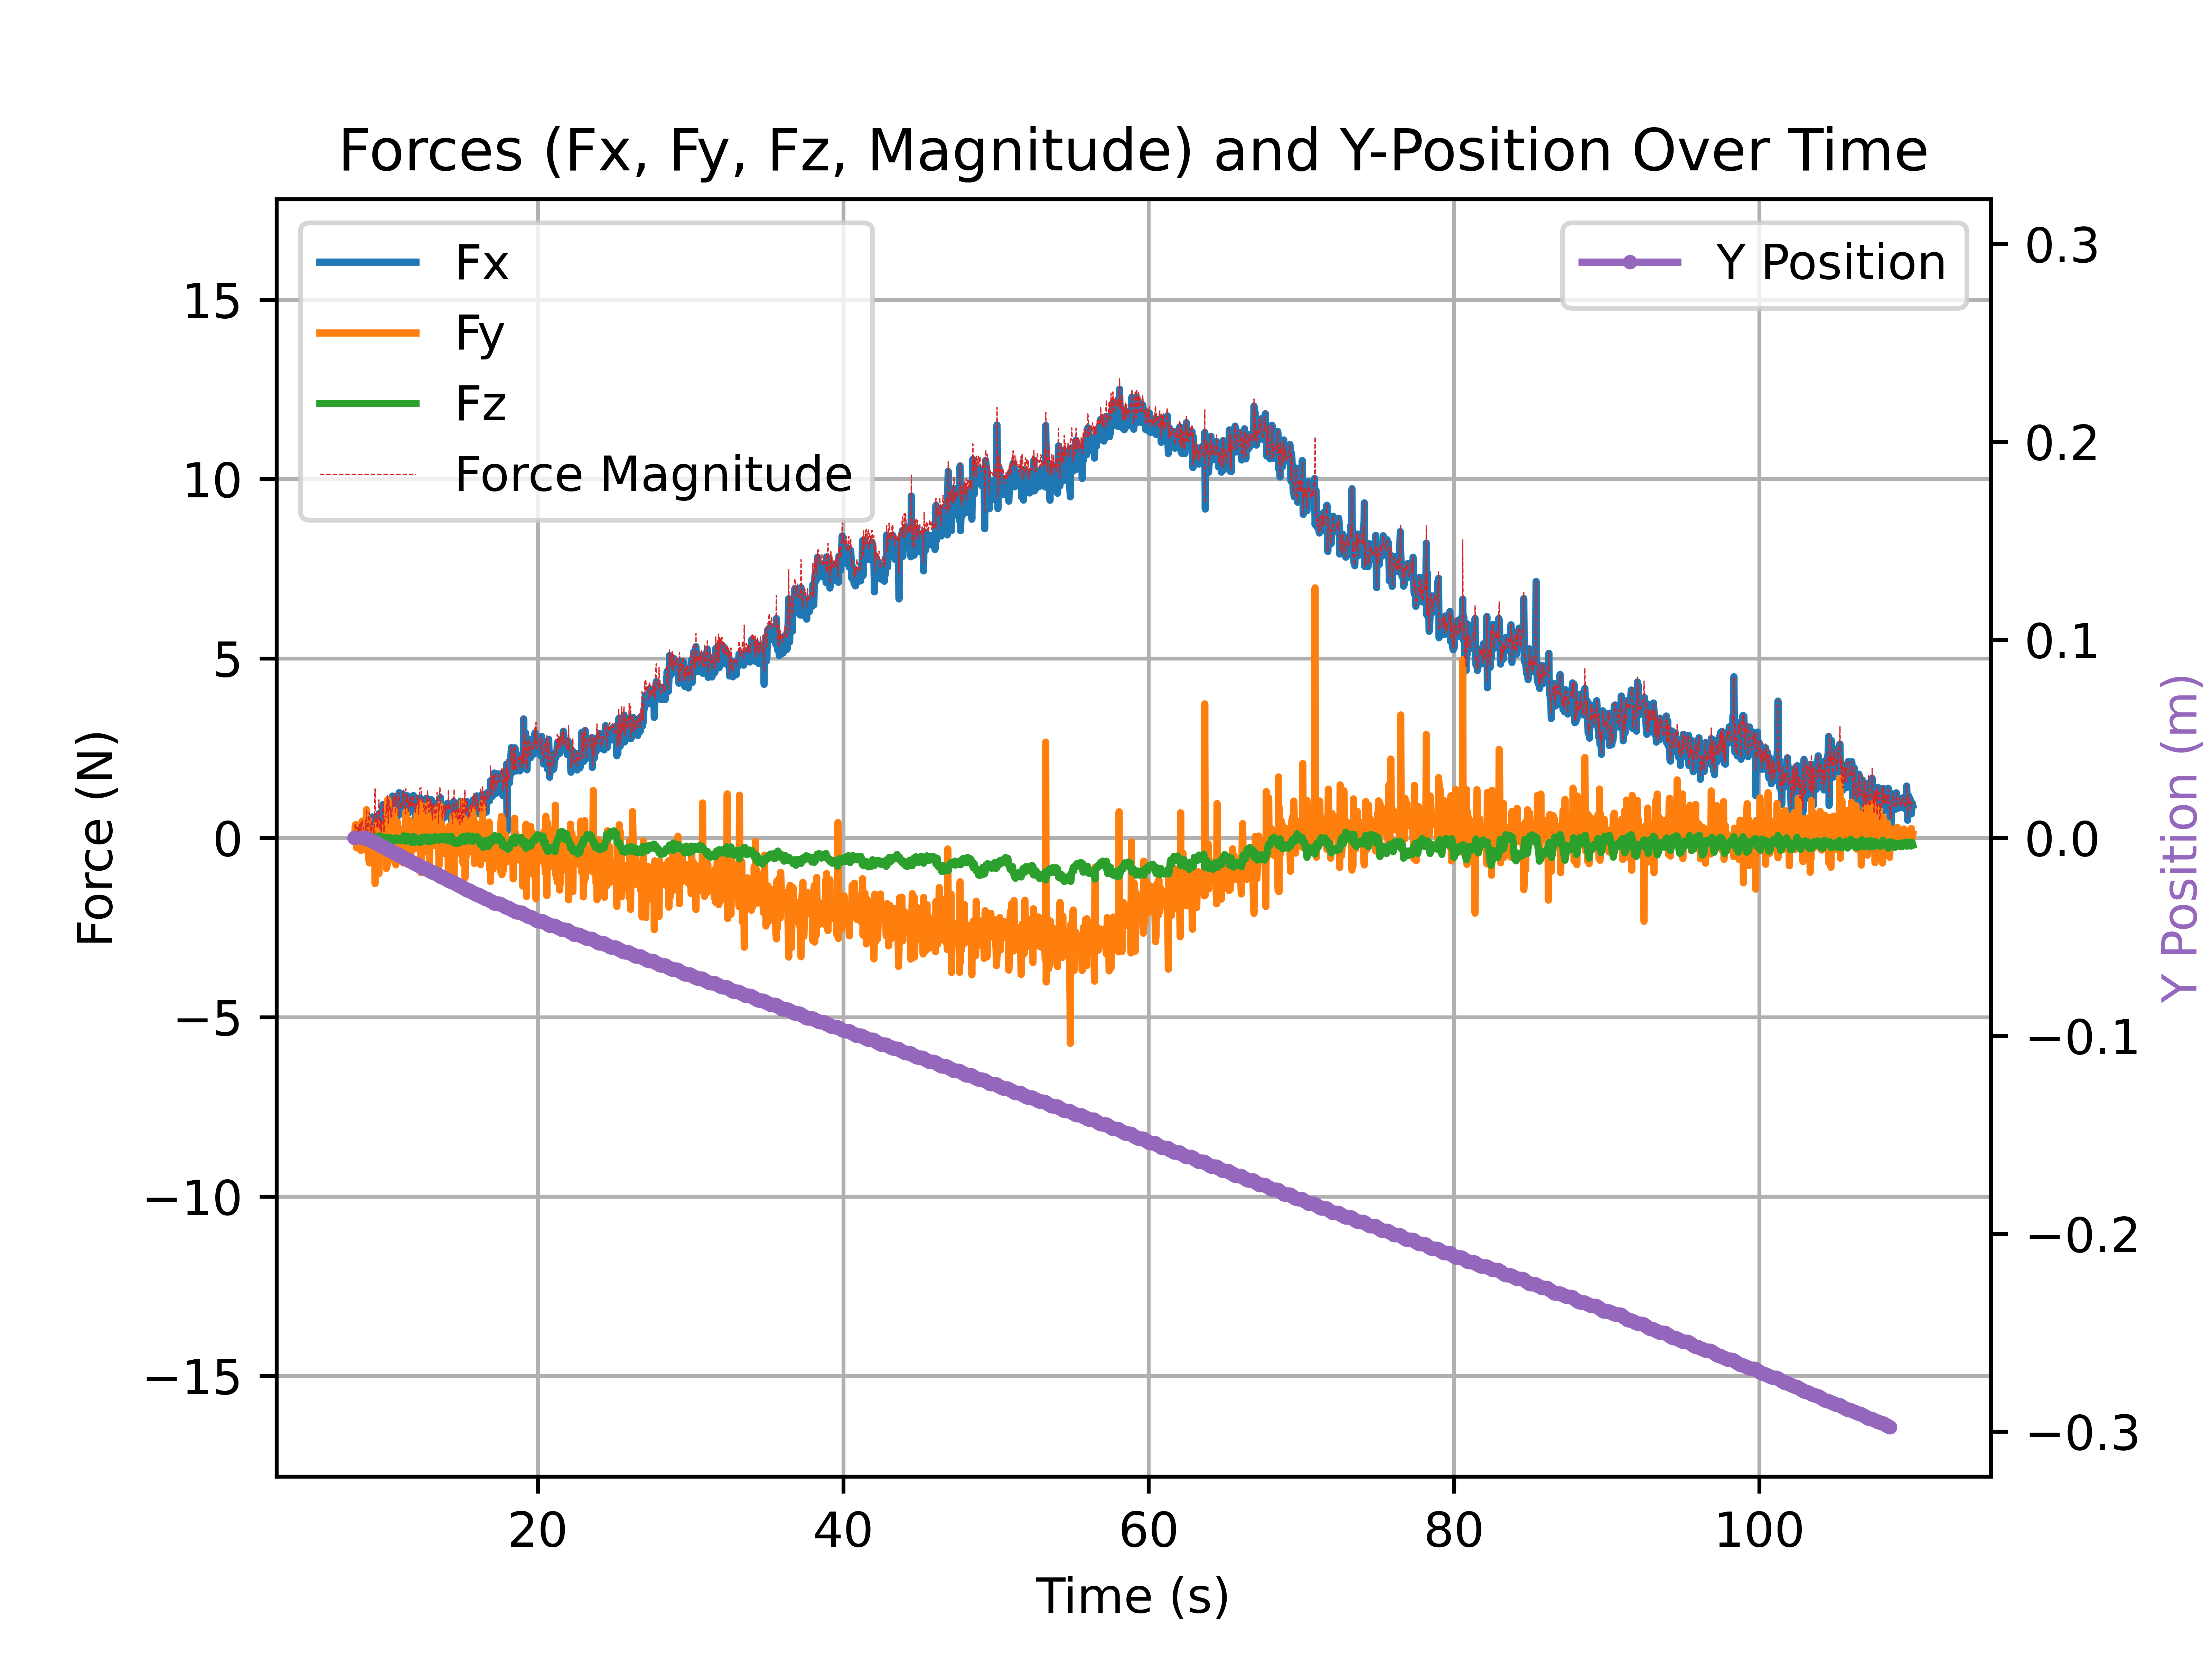 Forces (Fx, Fy, Fz, Magnitude) and Y-Position Over Time
Fx
Fy
Fz
Force Magnitude
Y Position
15
10
5
0
−5
−10
−15
Force (N)
0.3
0.2
0.1
0.0
−0.1
−0.2
−0.3
Y Position (m)
20
40
60
80
100
Time (s)